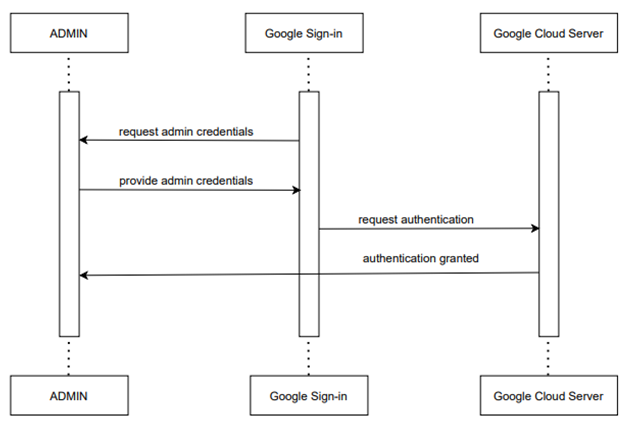 ADMIN
Google Sign-in
Google Cloud Server
request admin credentials
provide admin credentials
request authentication
authentication granted
ADMIN
Google Sign-in
Google Cloud Server